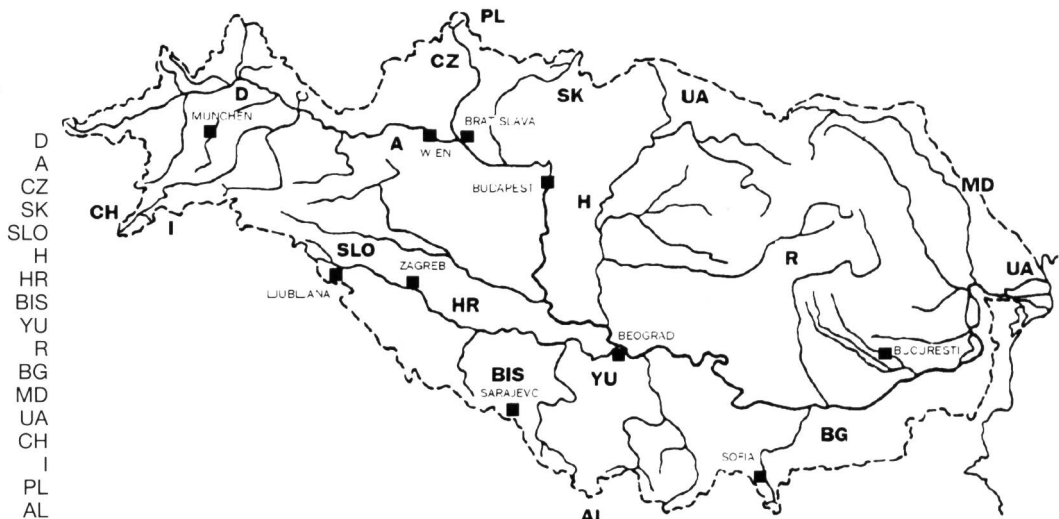 D
A
CZ
SK
SLO
H
HR
BIS
YU
R
BG
MD
UA
CH
I
PL
AL
PL
CZ
SK
UA
D
MÜNCHEN
A
WIEN
BRATISLAVA
BUDAPEST
H
MD
CH
I
SLO
ZAGREB
LJUBLJANA
HR
R
UA
BEOGRAD
BUCURESTI
BIS
SARAJEVO
YU
BG
SOFIA
AL